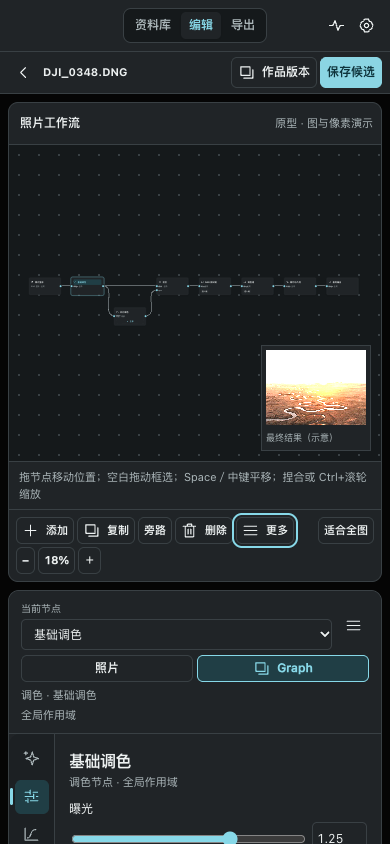 资料库 编辑 导出
DJI_0348.DNG 作品版本 保存候选
照片工作流 原型 · 图与像素演示
最终结果（示意）
拖节点移动位置；空白拖动框选；Space / 中键平移；捏合或 Ctrl+滚轮
缩放
添加 复制 旁路 删除 更多 适合全图
− 18% +
当前节点
基础调色
照片 Graph
调色 · 基础调色
全局作用域
基础调色
调色节点 · 全局作用域
曝光
1.25